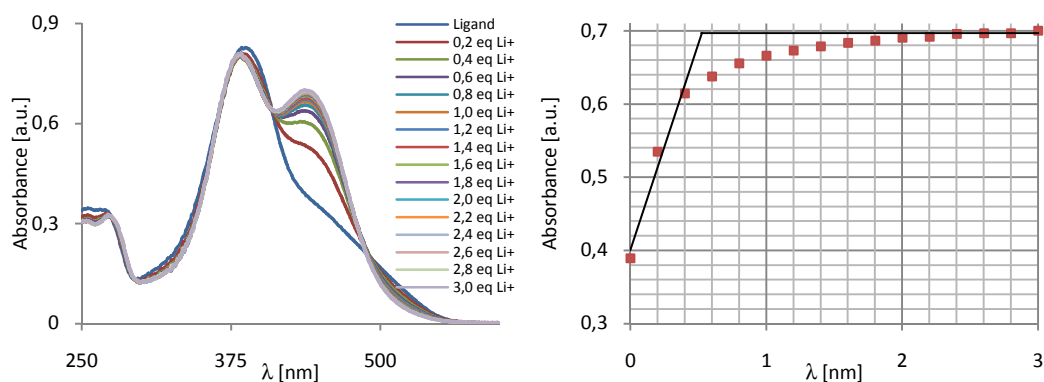 0,9
0,6
0,3
0
Absorbance [a.u.]
250
375
500
λ [nm]
Ligand
0,2 eq Li+
0,4 eq Li+
0,6 eq Li+
0,8 eq Li+
1,0 eq Li+
1,2 eq Li+
1,4 eq Li+
1,6 eq Li+
1,8 eq Li+
2,0 eq Li+
2,2 eq Li+
2,4 eq Li+
2,6 eq Li+
2,8 eq Li+
3,0 eq Li+
0,7
0,6
0,5
0,4
0,3
Absorbance [a.u.]
0
1
2
3
λ [nm]